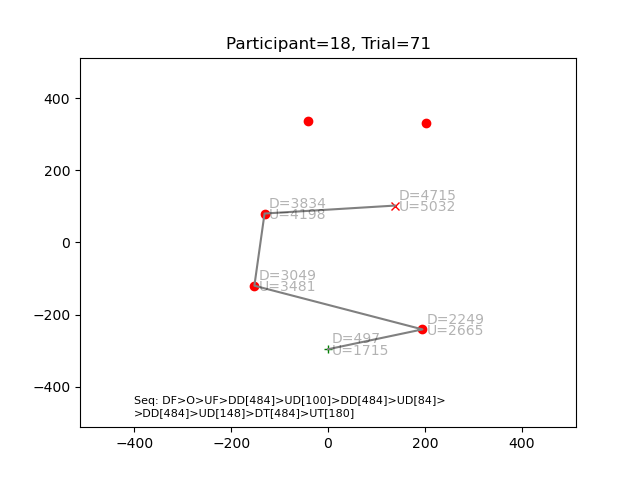 Participant=18, Trial=71
400
200
0
−200
−400
D=3834
U=4198
D=4715
U=5032
D=3049
U=3481
D=2249
U=2665
D=497
U=1715
Seq: DF>O>UF>DD[484]>UD[100]>DD[484]>UD[84]>
>DD[484]>UD[148]>DT[484]>UT[180]
−400 −200 0 200 400